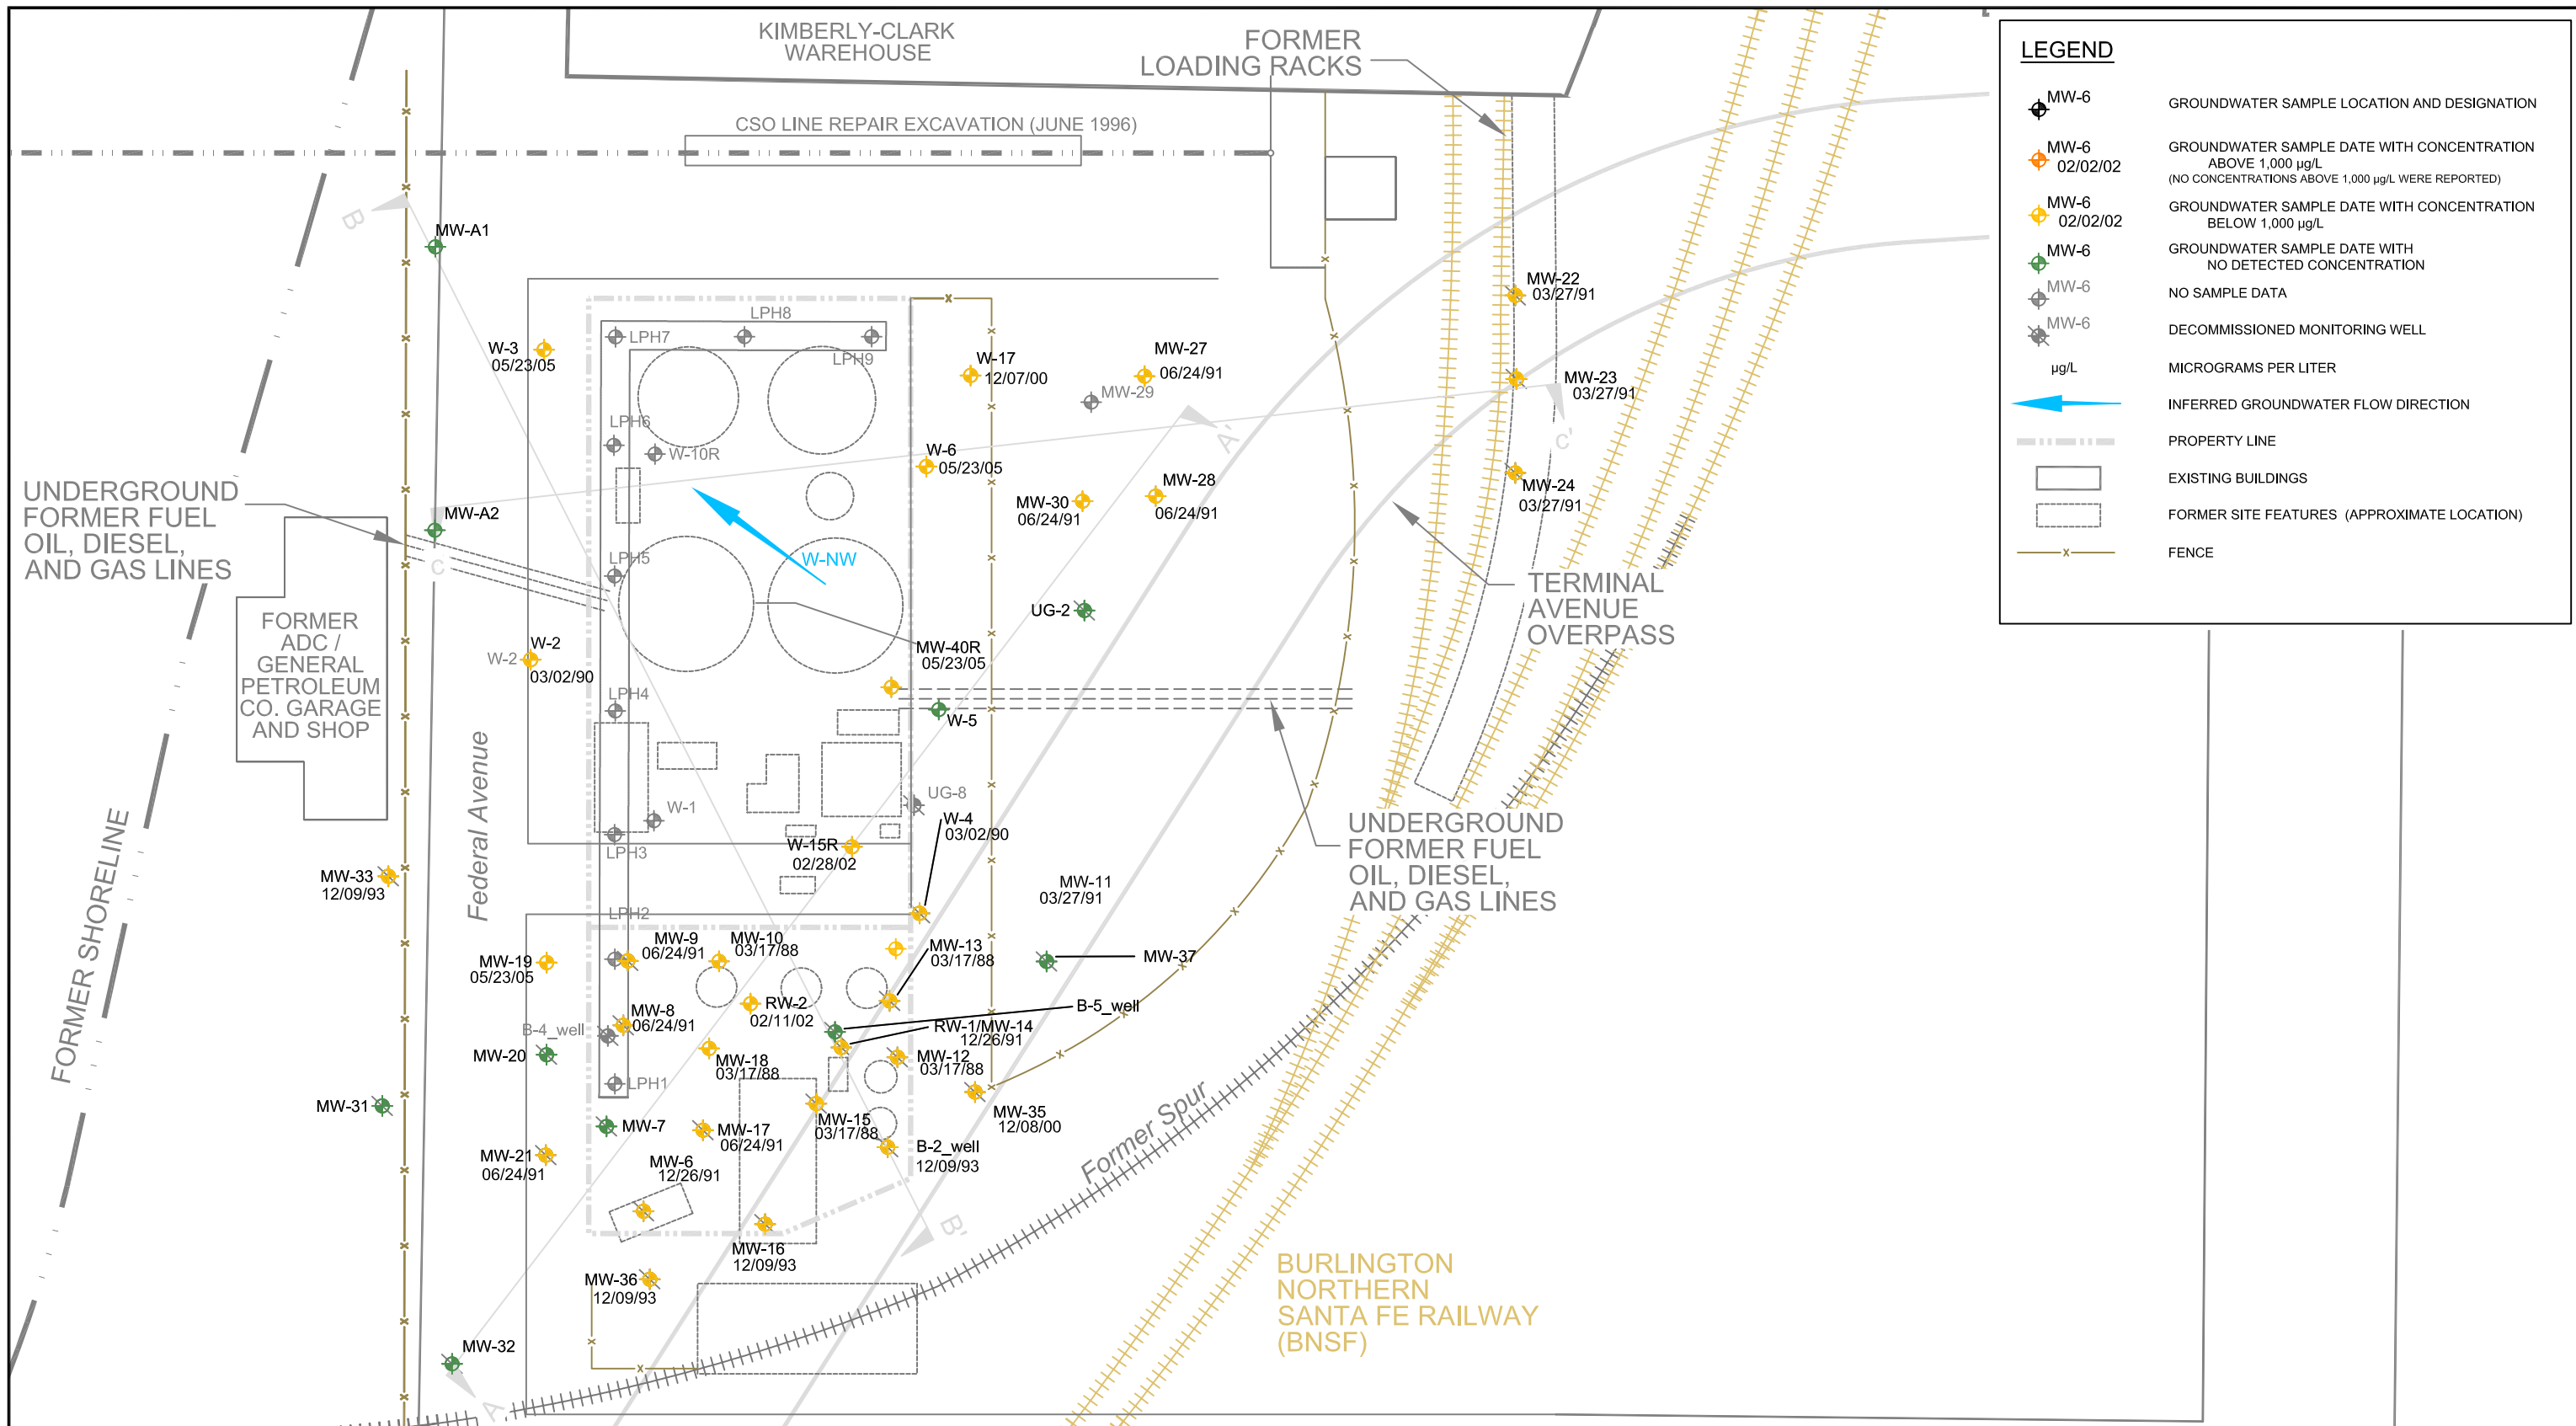 KIMBERLY-CLARK
WAREHOUSE
FORMER
LOADING RACKS
CSO LINE REPAIR EXCAVATION (JUNE 1996)
B
MW-A1
MW-22
03/27/91
LPH7
LPH8
LPH9
W-3
05/23/05
W-17
12/07/00
MW-27
06/24/91
MW-29
MW-23
03/27/91
LPH6
W-10R
A'
C'
W-6
05/23/05
MW-28
06/24/91
MW-30
06/24/91
MW-24
03/27/91
UNDERGROUND
FORMER FUEL
OIL, DIESEL,
AND GAS LINES
MW-A2
C
LPH5
W-NW
UG-2
TERMINAL
AVENUE
OVERPASS
FORMER
ADC /
GENERAL
PETROLEUM
CO. GARAGE
AND SHOP
W-2
W-2
03/02/90
MW-40R
05/23/05
LPH4
W-5
Federal Avenue
FORMER SHORELINE
W-1
UG-8
LPH3
W-4
03/02/90
W-15R
02/28/02
UNDERGROUND
FORMER FUEL
OIL, DIESEL,
AND GAS LINES
MW-33
12/09/93
MW-11
03/27/91
LPH2
MW-9
06/24/91
MW-10
03/17/88
MW-13
03/17/88
MW-37
MW-19
05/23/05
MW-8
06/24/91
RW-2
02/11/02
B-5_well
B-4_well
RW-1/MW-14
12/26/91
MW-20
MW-18
03/17/88
MW-12
03/17/88
LPH1
MW-31
MW-7
MW-17
06/24/91
MW-15
03/17/88
MW-35
12/08/00
Former Spur
MW-21
06/24/91
MW-6
12/26/91
B-2_well
12/09/93
B'
MW-16
12/09/93
MW-36
12/09/93
MW-32
A
BURLINGTON
NORTHERN
SANTA FE RAILWAY
(BNSF)
LEGEND
MW-6
GROUNDWATER SAMPLE LOCATION AND DESIGNATION
MW-6
02/02/02
GROUNDWATER SAMPLE DATE WITH CONCENTRATION
ABOVE 1,000 µg/L
(NO CONCENTRATIONS ABOVE 1,000 µg/L WERE REPORTED)
MW-6
02/02/02
GROUNDWATER SAMPLE DATE WITH CONCENTRATION
BELOW 1,000 µg/L
MW-6
GROUNDWATER SAMPLE DATE WITH
NO DETECTED CONCENTRATION
MW-6
NO SAMPLE DATA
MW-6
DECOMMISSIONED MONITORING WELL
µg/L
MICROGRAMS PER LITER
INFERRED GROUNDWATER FLOW DIRECTION
PROPERTY LINE
EXISTING BUILDINGS
FORMER SITE FEATURES (APPROXIMATE LOCATION)
x
FENCE